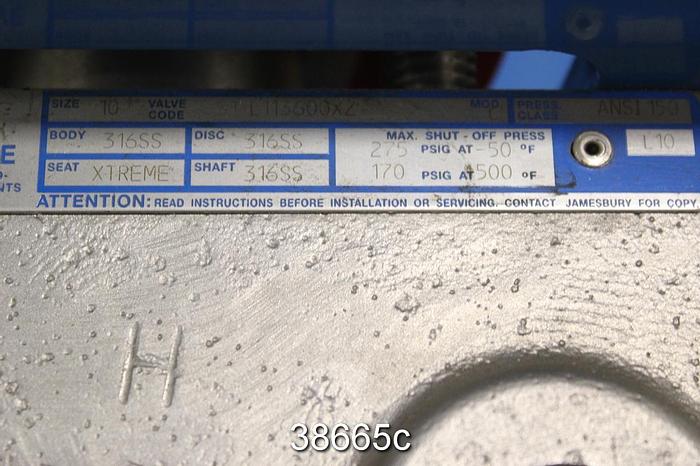 SIZE 10 VALVE CODE L113600XZ MOD. PRESS. CLASS ANSI 150
BODY 316SS DISC 316SS MAX. SHUT - OFF PRESS
275 PSIG AT -50 °F L10
SEAT XTREME SHAFT 316SS 170 PSIG AT 500 °F
NTS
ATTENTION: READ INSTRUCTIONS BEFORE INSTALLATION OR SERVICING. CONTACT JAMESBURY FOR COPY
H
38665c